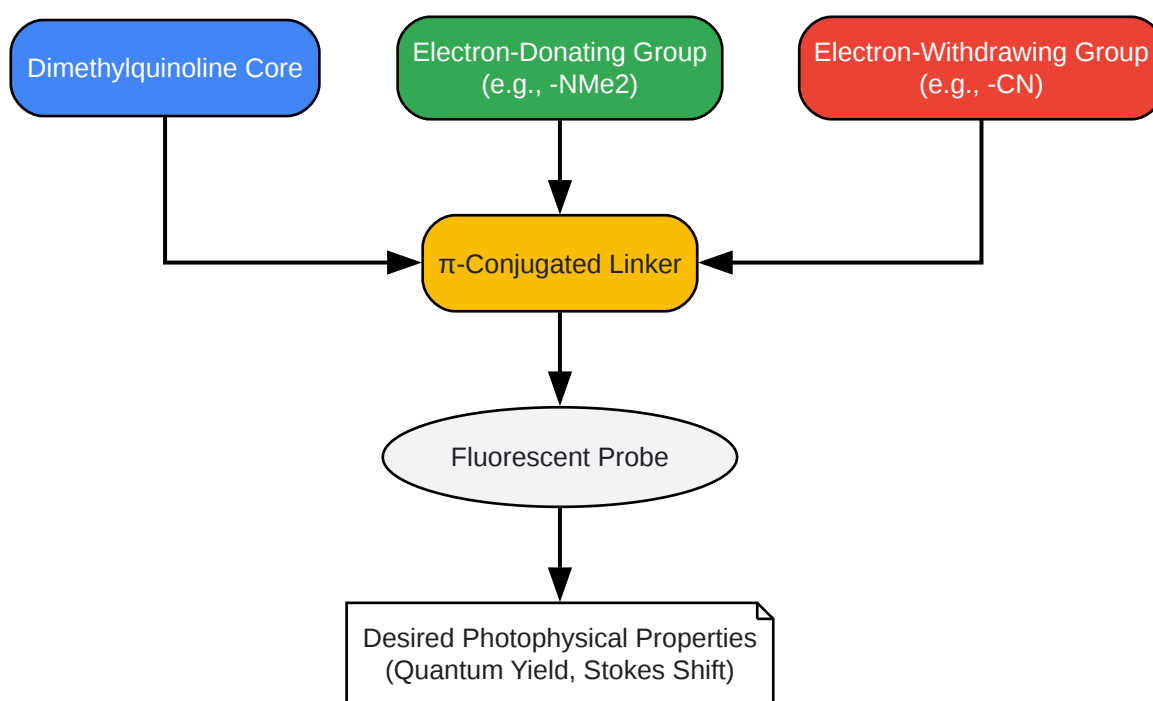 Dimethylquinoline Core
Electron-Donating Group
(e.g., -NMe2)
Electron-Withdrawing Group
(e.g., -CN)
π-Conjugated Linker
Fluorescent Probe
Desired Photophysical Properties
(Quantum Yield, Stokes Shift)